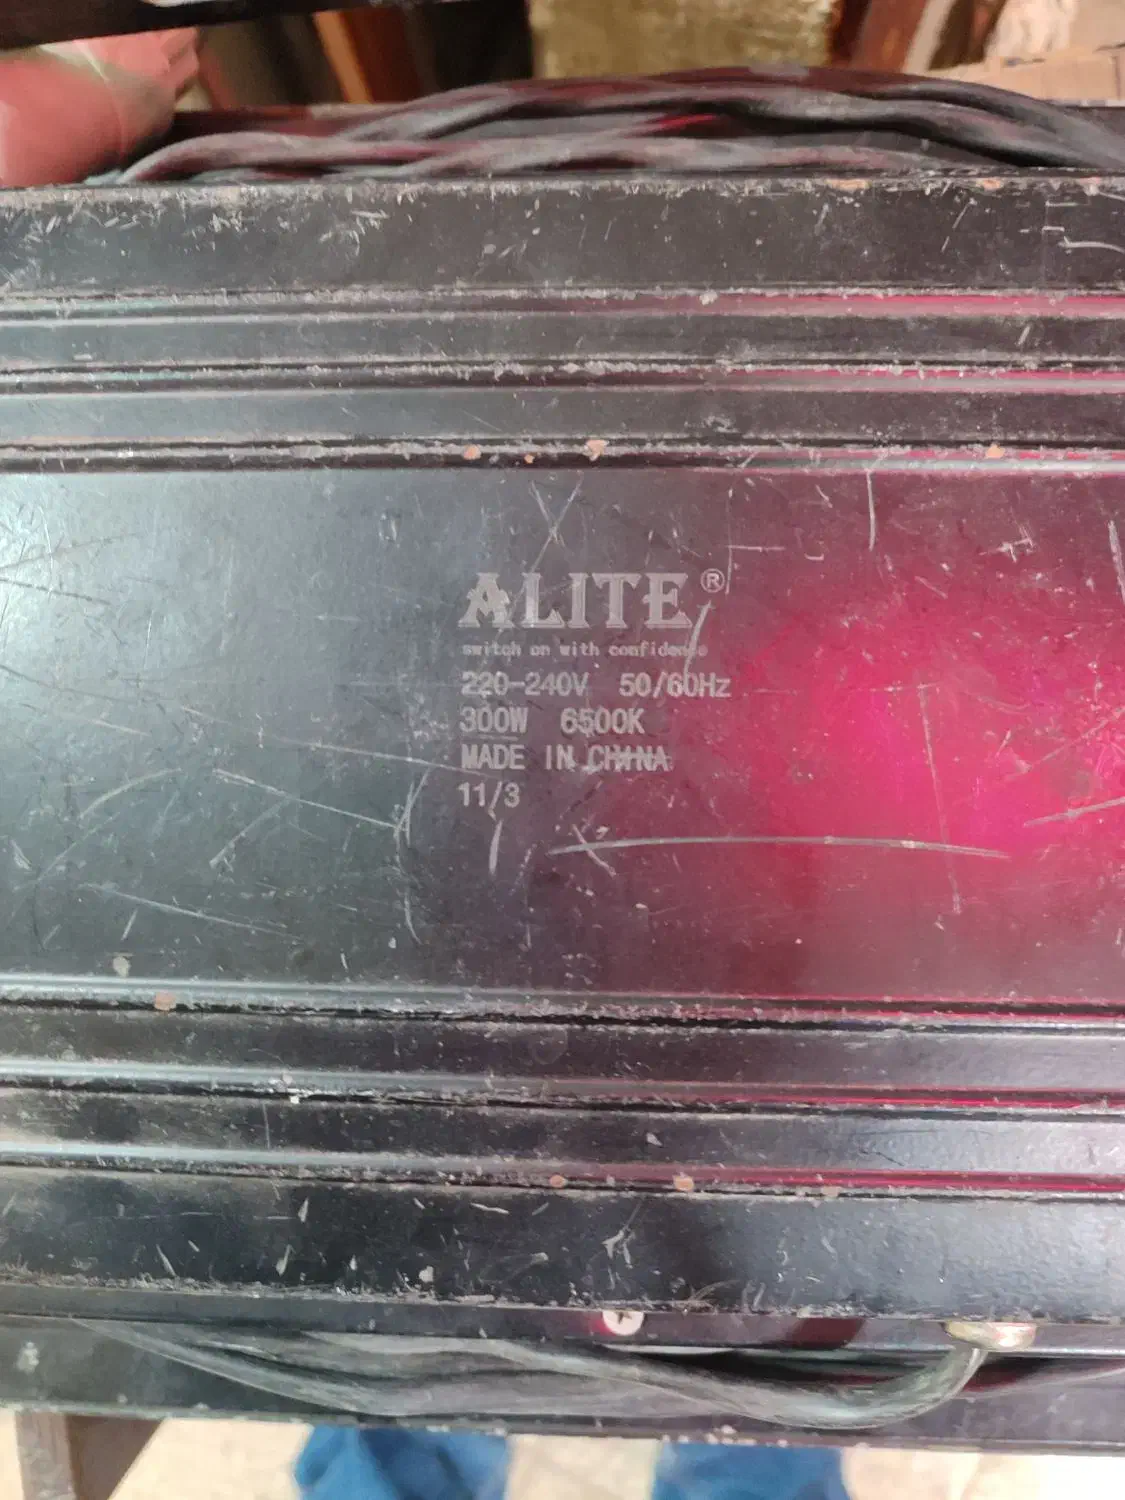 ALITE®
switch on with confidence
220-240V 50/60Hz
300W 6500K
MADE IN CHINA
11/3